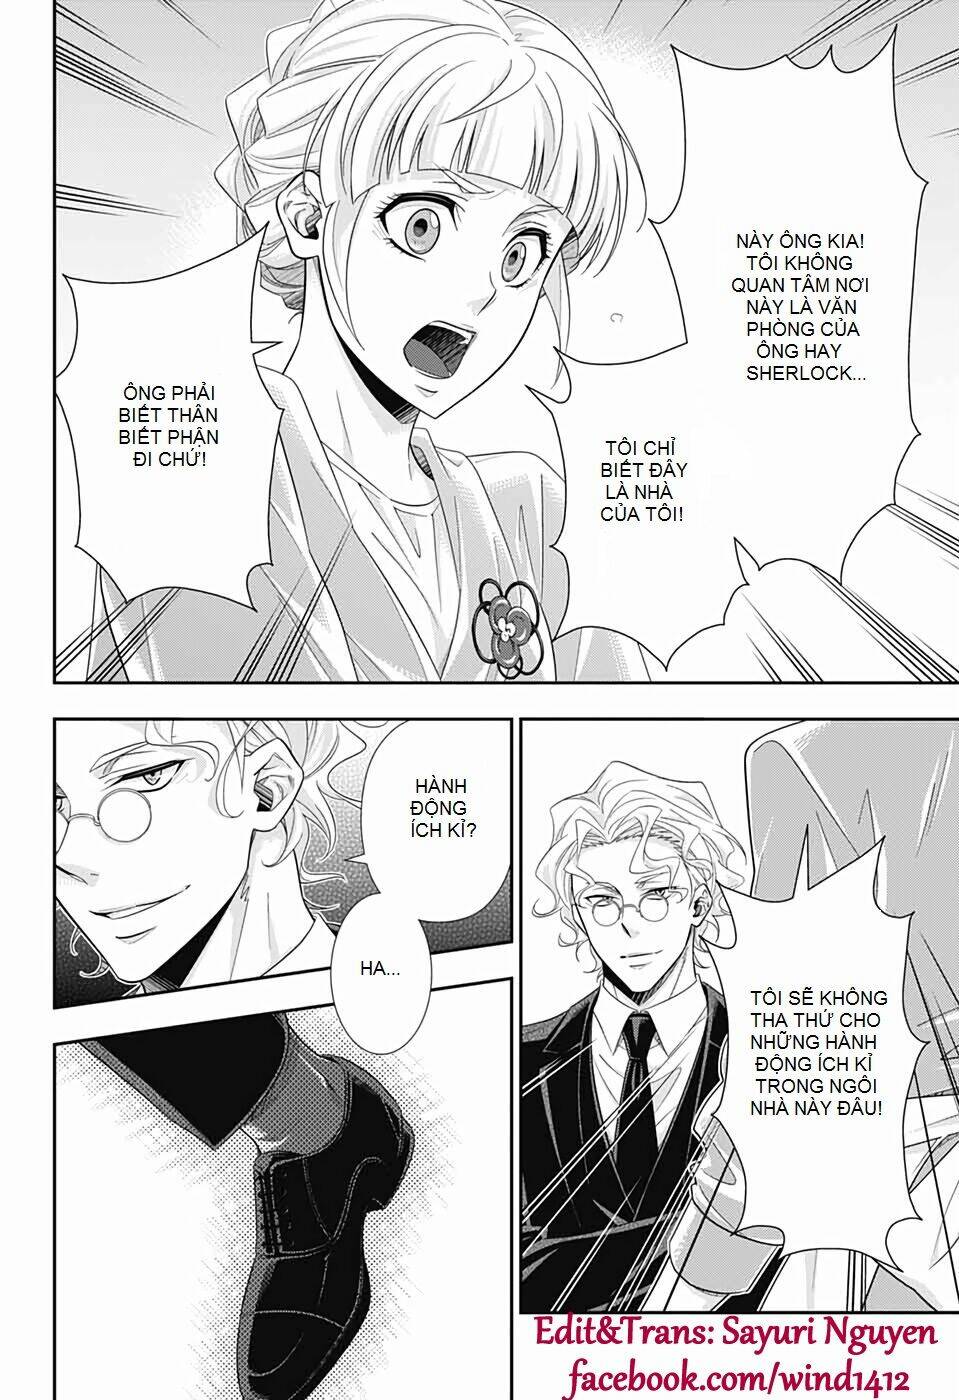 NÀY ÔNG KIA!
TÔI KHÔNG
QUAN TÂM NƠI
NÀY LÀ VĂN
PHÒNG CỦA
ÔNG HAY
SHERLOCK...
TÔI CHỈ
BIẾT ĐÂY
LÀ NHÀ
CỦA TÔI!
ÔNG PHẢI
BIẾT THÂN
BIẾT PHẬN
ĐI CHỨ!
TÔI SẼ KHÔNG
THA THỨ CHO
NHỮNG HÀNH
ĐỘNG ÍCH KỈ
TRONG NGÔI
NHÀ NÀY ĐÂU!
HÀNH
ĐỘNG
ÍCH KỈ?
HA...
Edit&Trans: Sayuri Nguyen
facebook.com/wind1412